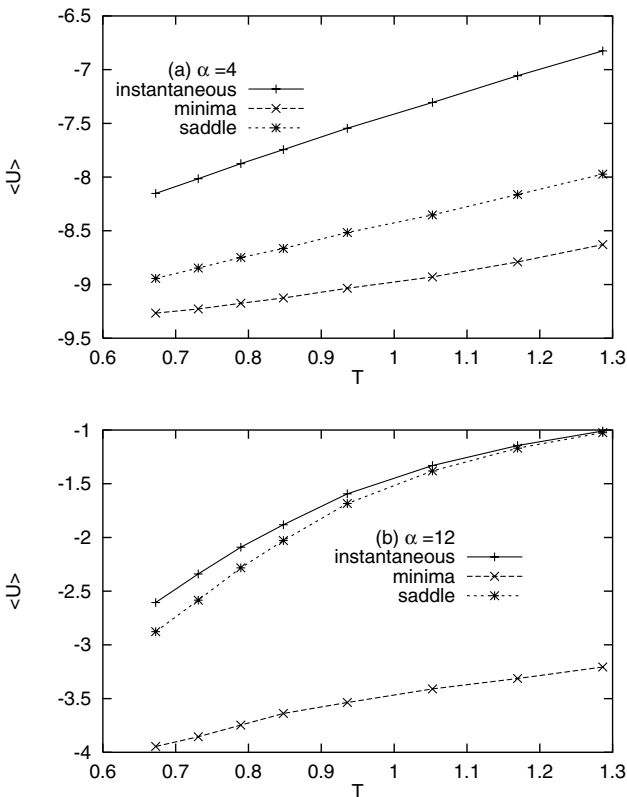 -6.5
-7
-7.5
-8
-8.5
-9
-9.5
<U>
(a) α =4
instantaneous
minima
saddle
0.6 0.7 0.8 0.9 1 1.1 1.2 1.3
T
-1
-1.5
-2
-2.5
-3
-3.5
-4
<U>
(b) α =12
instantaneous
minima
saddle
0.6 0.7 0.8 0.9 1 1.1 1.2 1.3
T